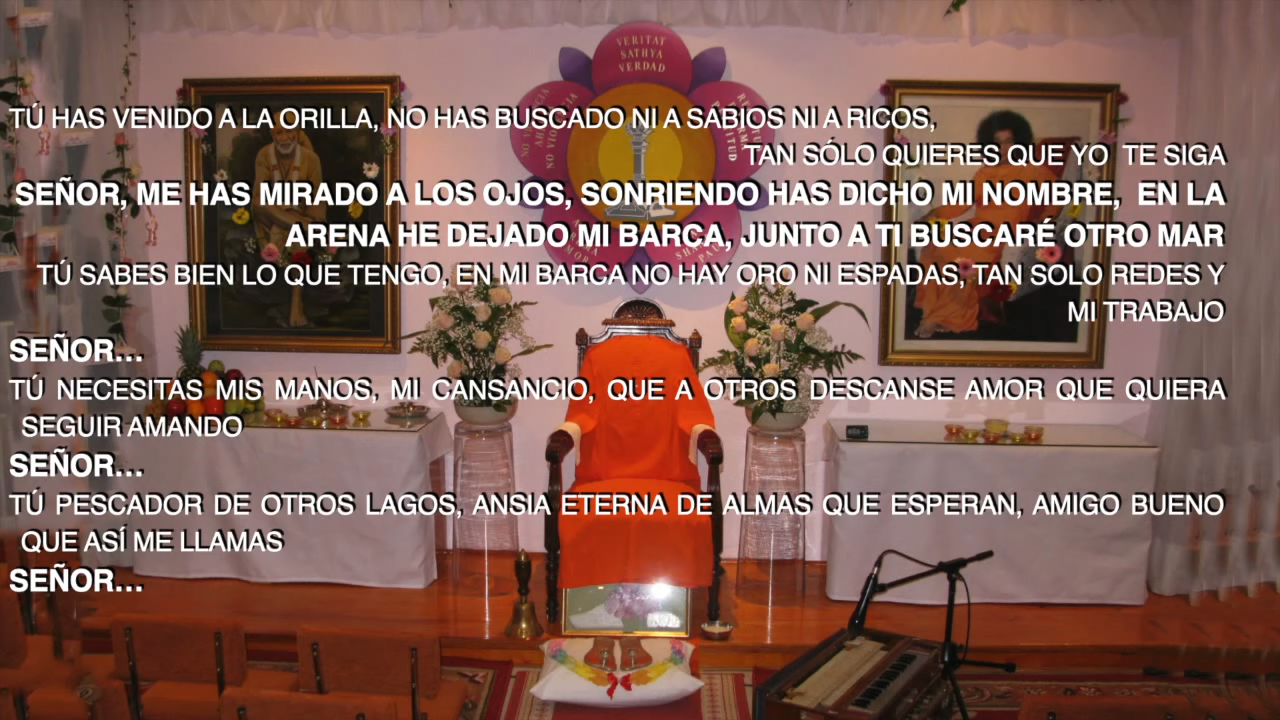 VERITAT
SATHYA
VERDAD
TÚ HAS VENIDO A LA ORILLA, NO HAS BUSCADO NI A SABIOS NI A RICOS,
TAN SÓLO QUIERES QUE YO TE SIGA
SEÑOR, ME HAS MIRADO A LOS OJOS, SONRIENDO HAS DICHO MI NOMBRE, EN LA
ARENA HE DEJADO MI BARCA, JUNTO A TI BUSCARÉ OTRO MAR
TÚ SABES BIEN LO QUE TENGO, EN MI BARCA NO HAY ORO NI ESPADAS, TAN SOLO REDES Y
MI TRABAJO
SEÑOR...
TÚ NECESITAS MIS MANOS, MI CANSANCIO, QUE A OTROS DESCANSE AMOR QUE QUIERA
SEGUIR AMANDO
SEÑOR...
TÚ PESCADOR DE OTROS LAGOS, ANSIA ETERNA DE ALMAS QUE ESPERAN, AMIGO BUENO
QUE ASÍ ME LLAMAS
SEÑOR...